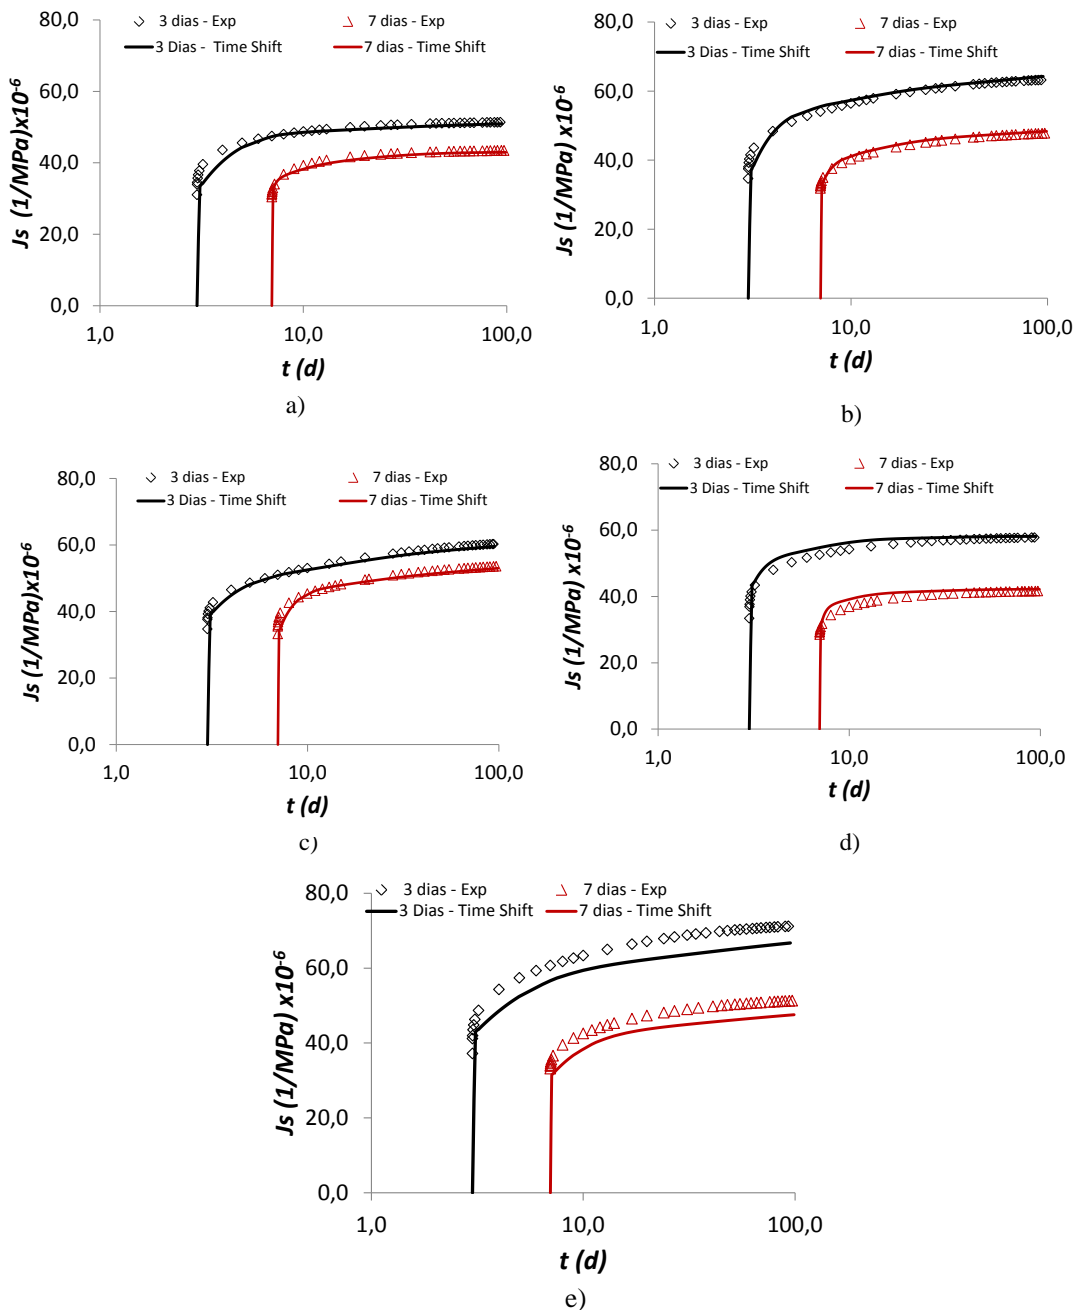 3 dias - Exp 7 dias - Exp
3 Dias - Time Shift 7 dias - Time Shift
Js (1/MPa)x10-6
80,0
60,0
40,0
20,0
0,0
1,0 10,0 100,0
t (d)
a)
3 dias - Exp 7 dias - Exp
3 Dias - Time Shift 7 dias - Time Shift
Js (1/MPa) x10-6
80,0
60,0
40,0
20,0
0,0
1,0 10,0 100,0
t (d)
b)
3 dias - Exp 7 dias - Exp
3 Dias - Time Shift 7 dias - Time Shift
Js (1/MPa)x10-6
80,0
60,0
40,0
20,0
0,0
1,0 10,0 100,0
t (d)
c)
3 dias - Exp 7 dias - Exp
3 Dias - Time Shift 7 dias - Time Shift
Js (1/MPa) x10-6
80,0
60,0
40,0
20,0
0,0
1,0 10,0 100,0
t (d)
d)
3 dias - Exp 7 dias - Exp
3 Dias - Time Shift 7 dias - Time Shift
Js (1/MPa) x10-6
80,0
60,0
40,0
20,0
0,0
1,0 10,0 100,0
t (d)
e)